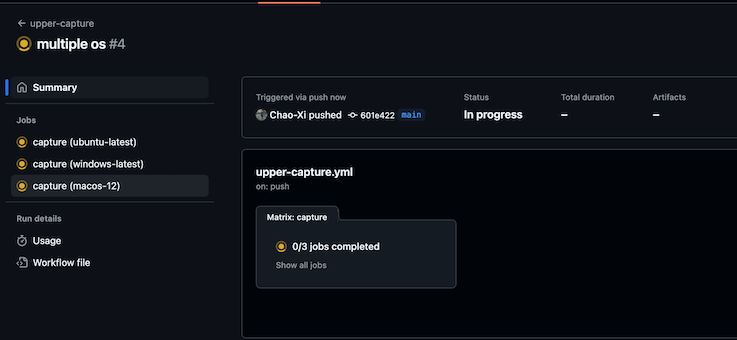 ← upper-capture
multiple os #4
Summary
Jobs
capture (ubuntu-latest)
capture (windows-latest)
capture (macos-12)
Run details
Usage
Workflow file
Triggered via push now
Chao-Xi pushed 601e422 main
Status
In progress
Total duration
–
Artifacts
–
upper-capture.yml
on: push
Matrix: capture
0/3 jobs completed
Show all jobs